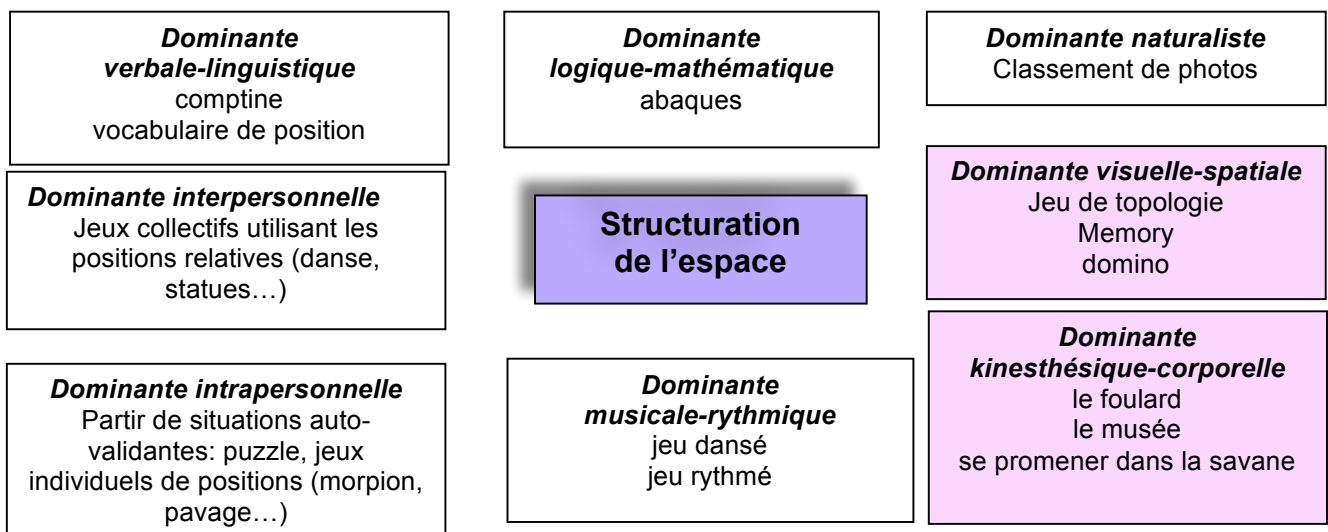 Dominante
verbale-linguistique
comptine
vocabulaire de position
Dominante
logique-mathématique
abaques
Dominante naturaliste
Classement de photos
Dominante interpersonnelle
Jeux collectifs utilisant les
positions relatives (danse,
statues…)
Structuration
de l’espace
Dominante visuelle-spatiale
Jeu de topologie
Memory
domino
Dominante intrapersonnelle
Partir de situations auto-
validantes: puzzle, jeux
individuels de positions (morpion,
pavage…)
Dominante
musicale-rythmique
jeu dansé
jeu rythmé
Dominante
kinesthésique-corporelle
le foulard
le musée
se promener dans la savane